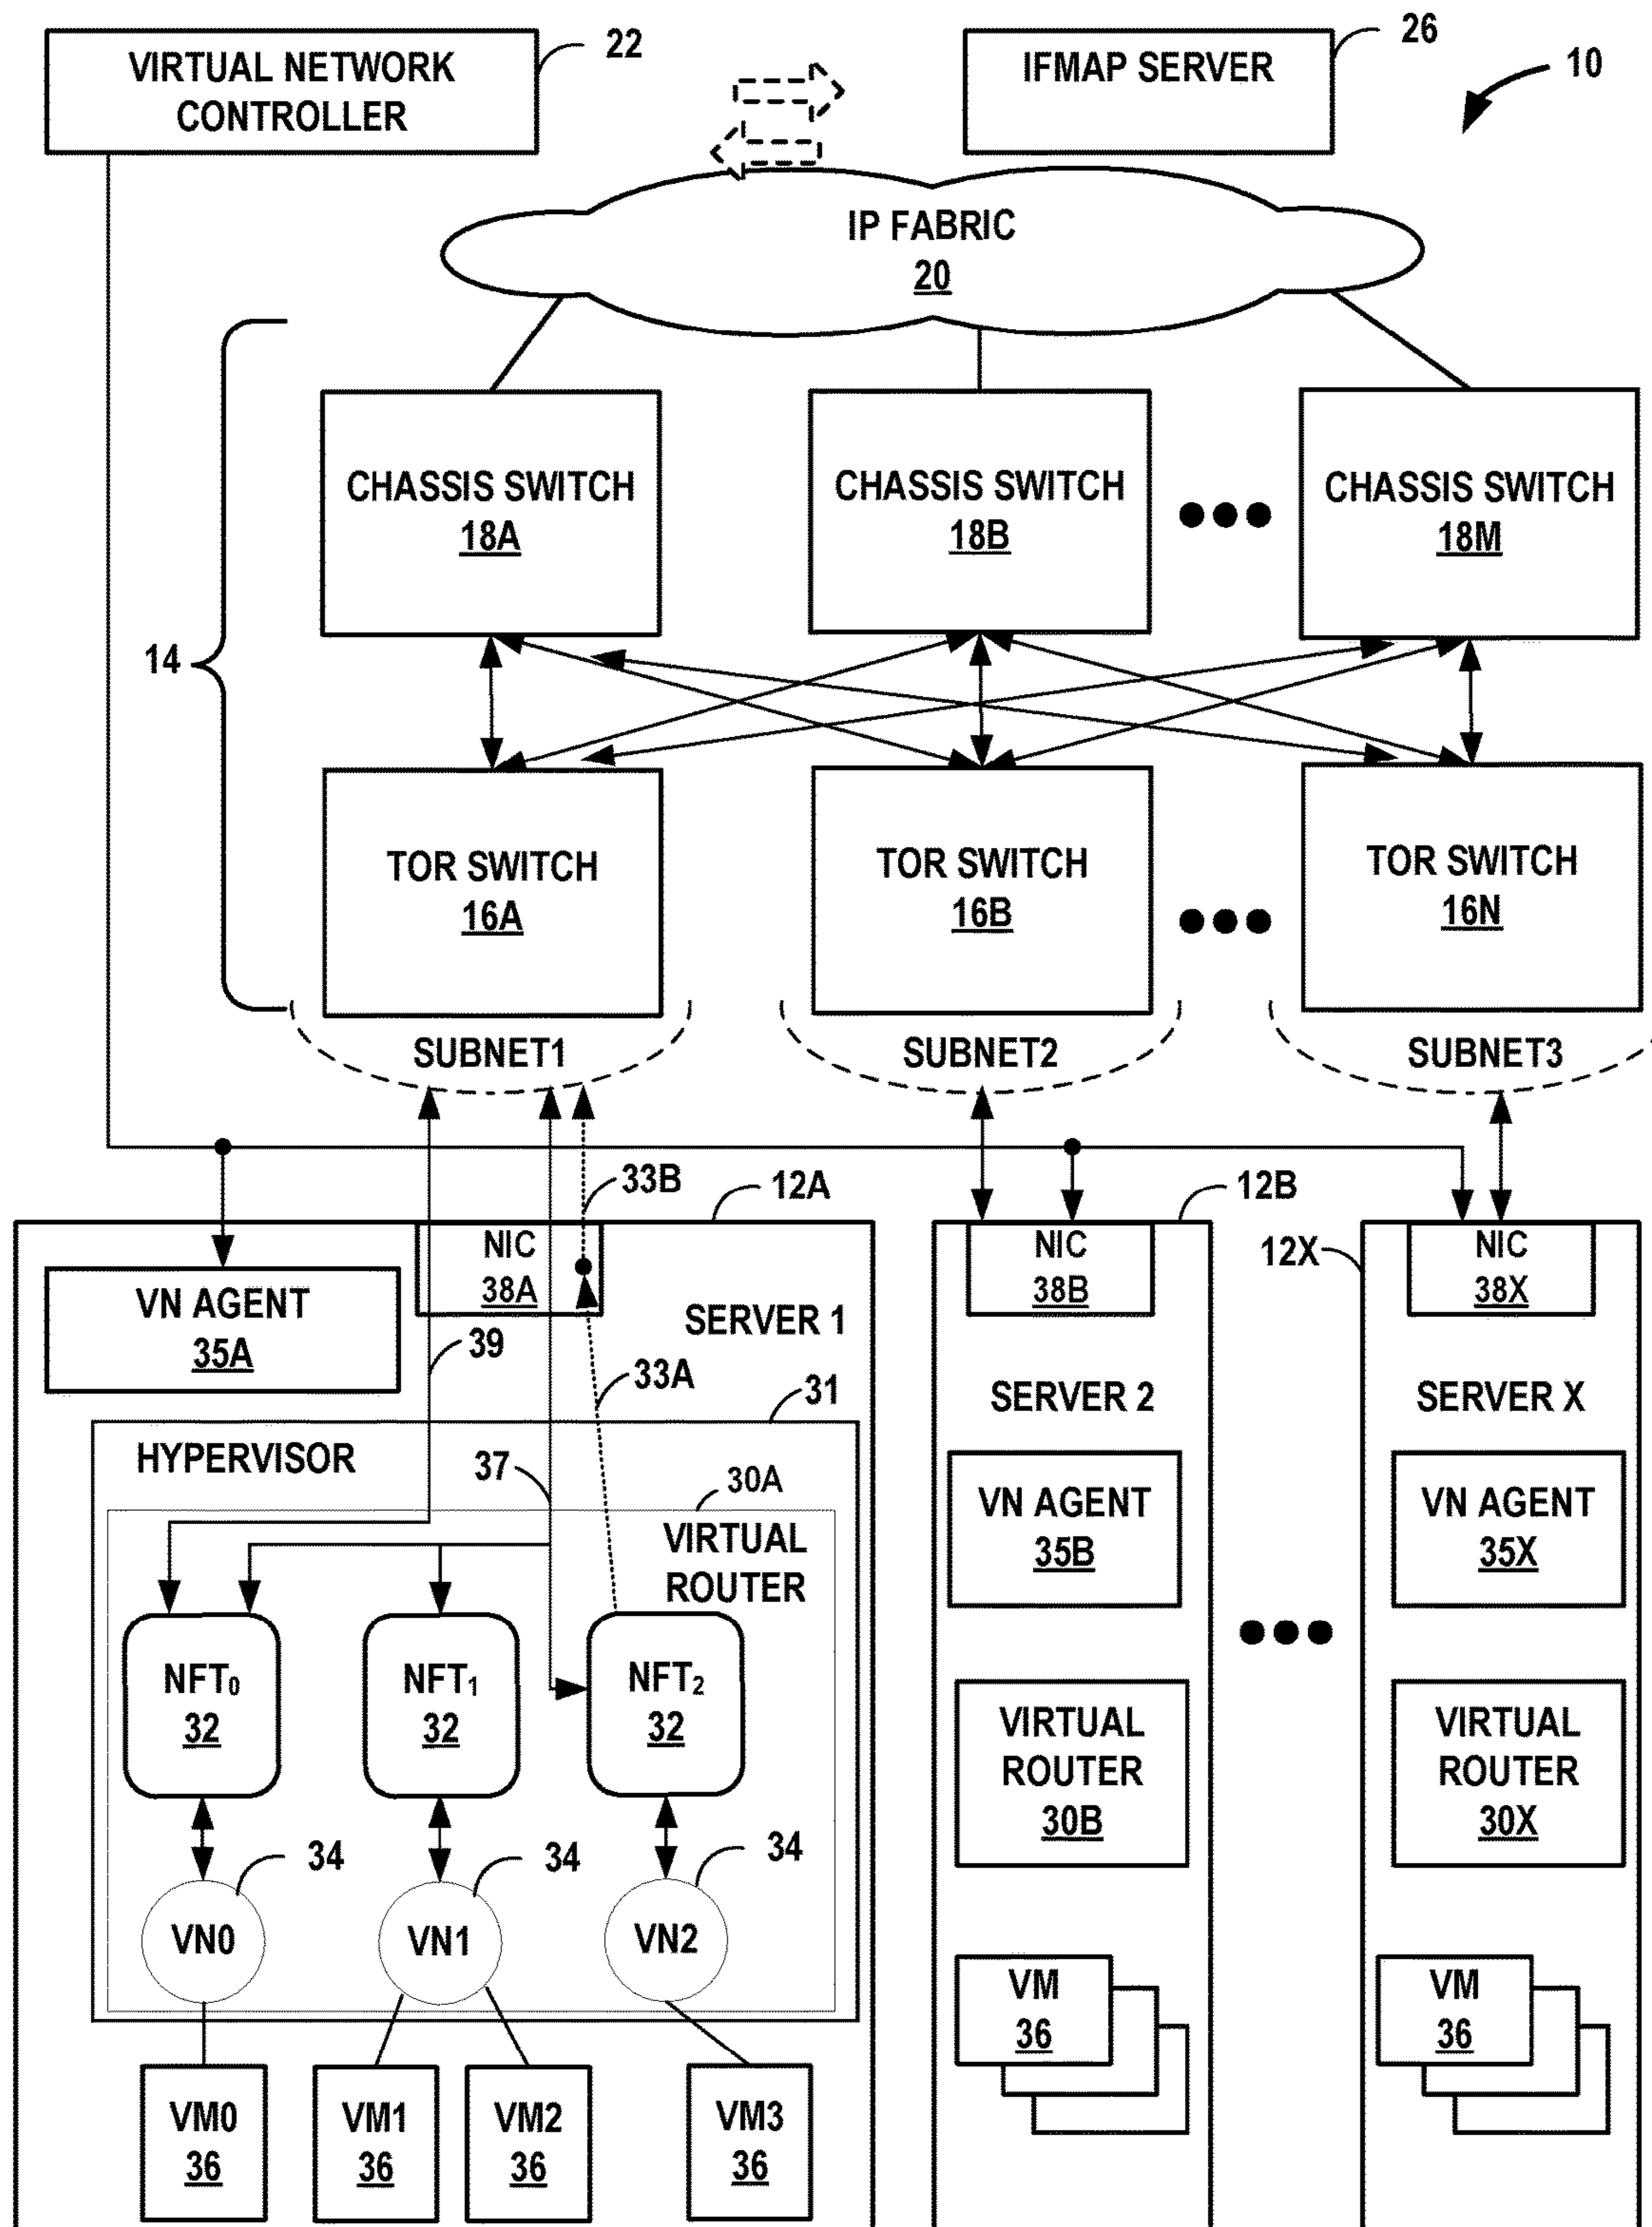 VIRTUAL NETWORK
CONTROLLER
22
IFMAP SERVER
26
10
IP FABRIC
20
14
CHASSIS SWITCH
18A
CHASSIS SWITCH
18B
CHASSIS SWITCH
18M
TOR SWITCH
16A
TOR SWITCH
16B
TOR SWITCH
16N
SUBNET1
SUBNET2
SUBNET3
33B
12A
12B
12X
NIC
38A
NIC
38B
NIC
38X
VN AGENT
35A
SERVER 1
39
33A
31
HYPERVISOR
37
30A
VIRTUAL
ROUTER
NFT₀
32
NFT₁
32
NFT₂
32
34
34
34
VN0
VN1
VN2
VM0
36
VM1
36
VM2
36
VM3
36
SERVER 2
VN AGENT
35B
VIRTUAL
ROUTER
30B
VM
36
SERVER X
VN AGENT
35X
VIRTUAL
ROUTER
30X
VM
36